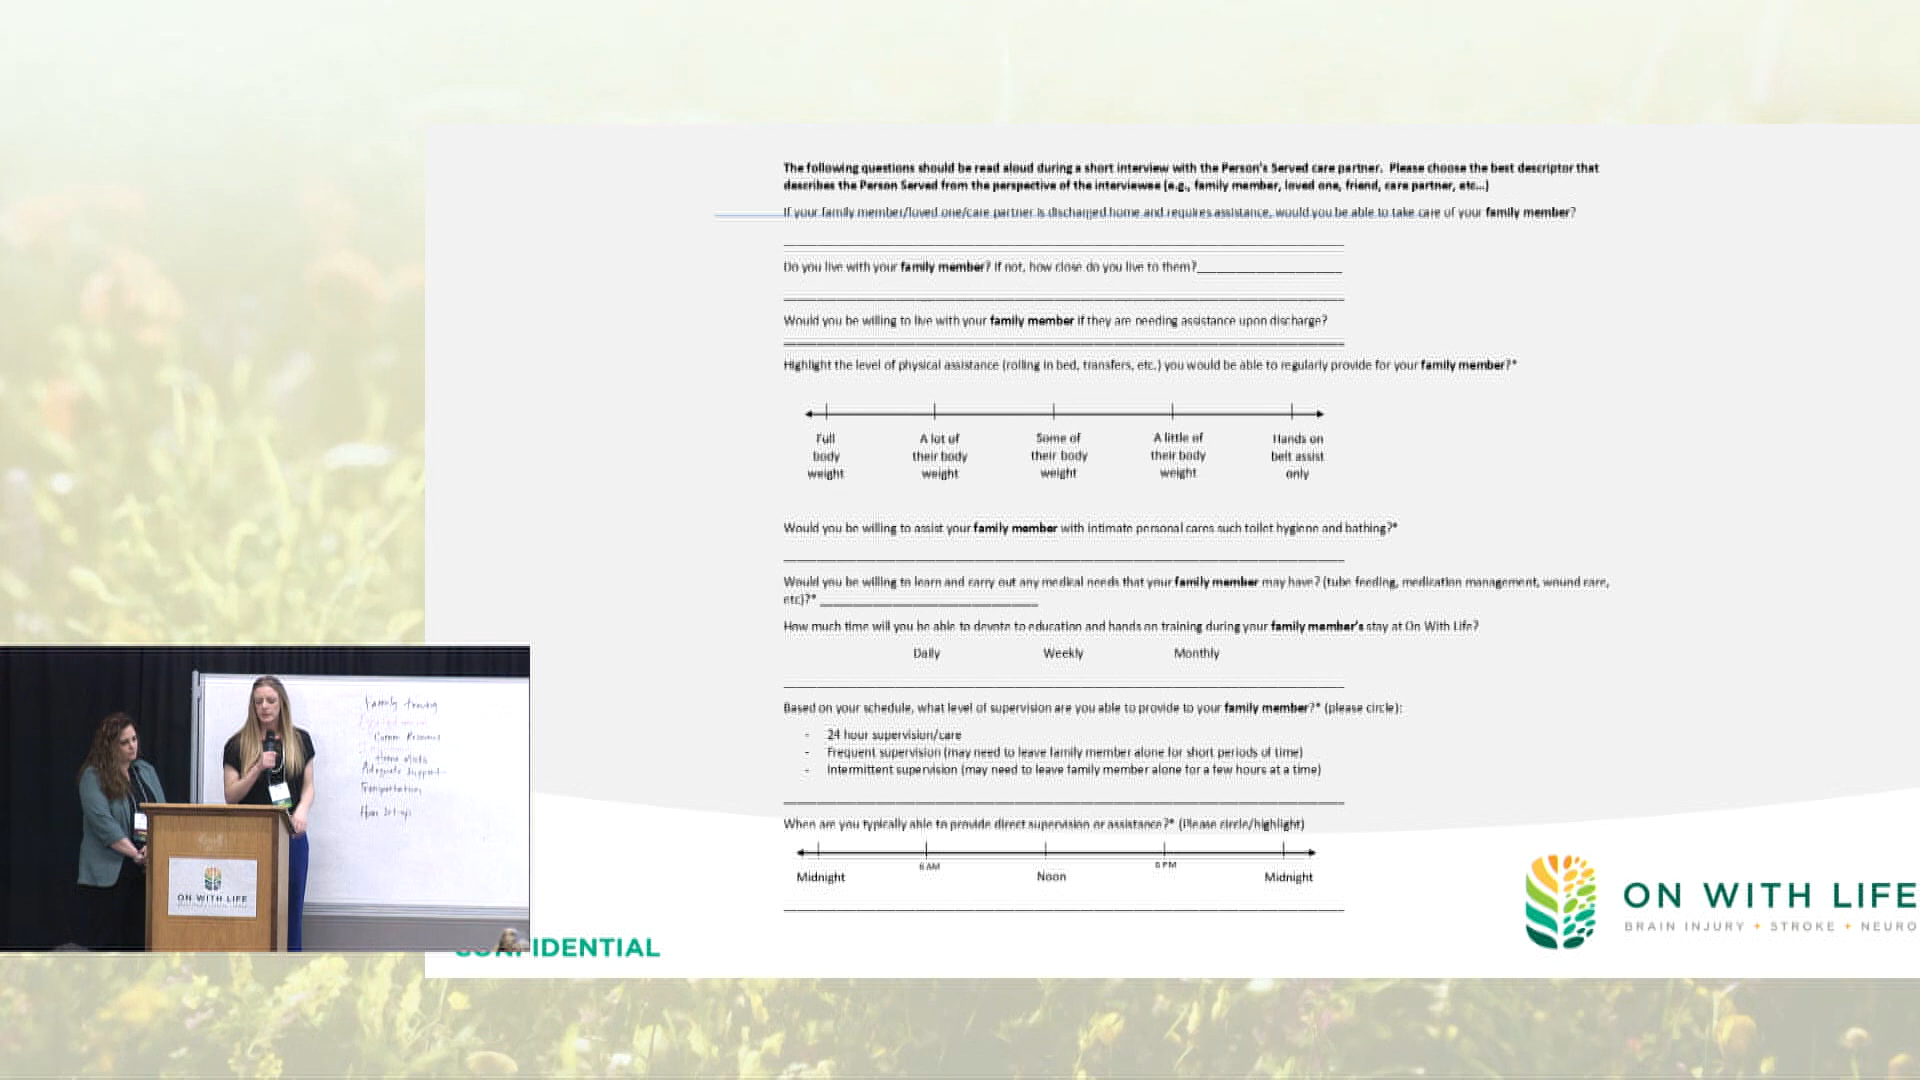 The following questions should be read aloud during a short interview with the Person's Served care partner. Please choose the best descriptor that
describes the Person Served from the perspective of the interviewee (e.g., family member, loved one, friend, care partner, etc...)
If your family member/loved one/care partner is discharged home and requires assistance, would you be able to take care of your family member?
Do you live with your family member? If not, how close do you live to them?
Would you be willing to live with your family member if they are needing assistance upon discharge?
Highlight the level of physical assistance (rolling in bed, transfers, etc.) you would be able to regularly provide for your family member?*
Full body weight
A lot of their body weight
Some of their body weight
A little of their body weight
Hands on belt assist only
Would you be willing to assist your family member with intimate personal cares such toilet hygiene and bathing?*
Would you be willing to learn and carry out any medical needs that your family member may have? (tube feeding, medication management, wound care,
etc)?*
How much time will you be able to devote to education and hands on training during your family member's stay at On With Life?
Daily Weekly Monthly
Based on your schedule, what level of supervision are you able to provide to your family member?* (please circle):
- 24 hour supervision/care
- Frequent supervision (may need to leave family member alone for short periods of time)
- Intermittent supervision (may need to leave family member alone for a few hours at a time)
When are you typically able to provide direct supervision or assistance?* (Please circle/highlight)
Midnight 6 AM Noon 6 PM Midnight
Family training
Adequate support
Transportation
ON WITH LIFE
IDENTIAL
ON WITH LIFE
BRAIN INJURY + STROKE + NEURO